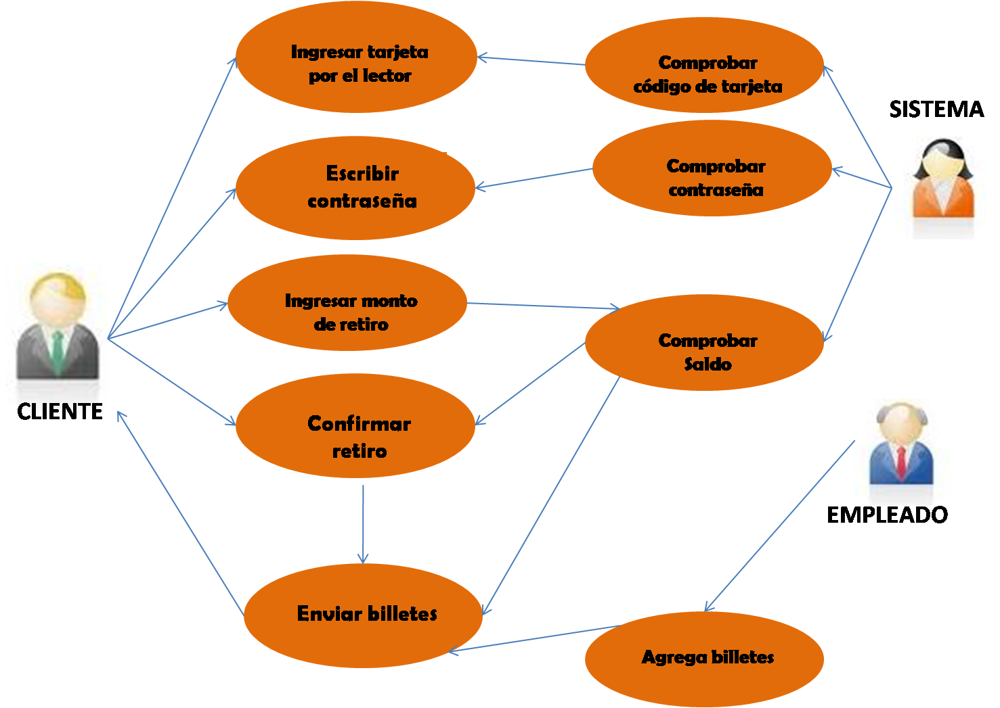 Ingresar tarjeta
por el lector
Comprobar
código de tarjeta
SISTEMA
Escribir
contraseña
Comprobar
contraseña
Ingresar monto
de retiro
Comprobar
Saldo
CLIENTE
Confirmar
retiro
EMPLEADO
Enviar billetes
Agrega billetes